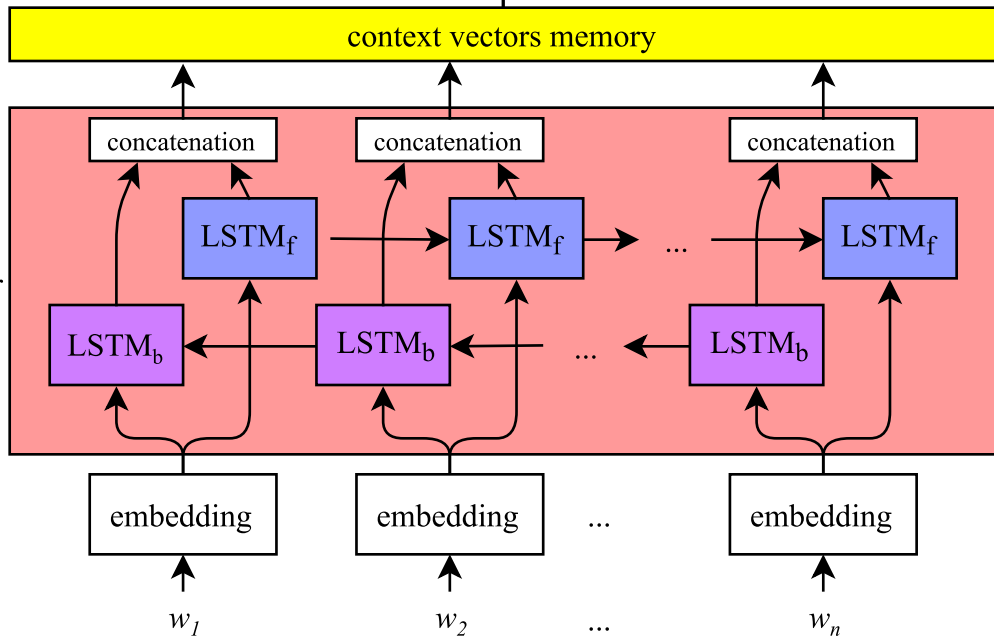 context vectors memory
concatenation concatenation concatenation
LSTMf LSTMf ... LSTMf
LSTMb LSTMb ... LSTMb
embedding embedding ... embedding
w1 w2 ... wn